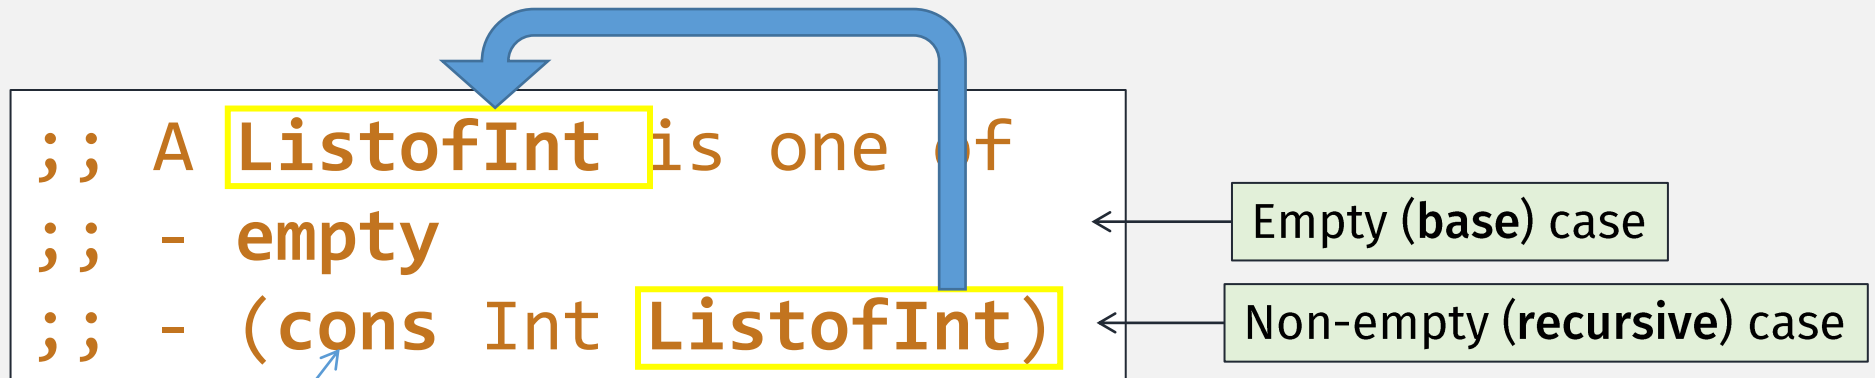 ;; A ListofInt is one of
;; - empty
Empty (base) case
;; - (cons Int ListofInt)
Non-empty (recursive) case